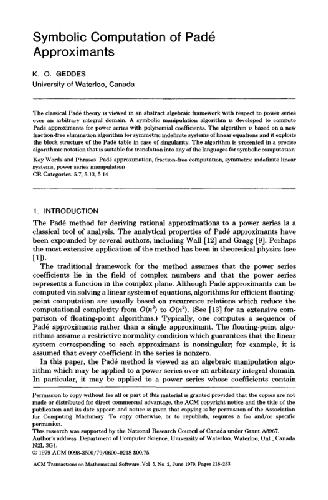 Symbolic Computation of Padé
Approximants
K. O. GEDDES
University of Waterloo, Canada
The classical Padé theory is viewed in an abstract algebraic framework with respect to power series
over an arbitrary integral domain. A symbolic manipulation algorithm is developed to compute
Padé approximants for power series with polynomial coefficients. The algorithm is based on a new
fraction-free elimination algorithm for symmetric indefinite systems of linear equations and it exploits
the block structure of the Padé table in case of singularity. The algorithm is presented in a precise
algorithmic notation that is suitable for translation into any of the languages for symbolic computation
Key Words and Phrases: Padé approximation, fraction-free computation, symmetric indefinite linear
systems, power series manipulation
CR Categories: 5.7, 5.13, 5.14
1. INTRODUCTION
The Padé method for deriving rational approximations to a power series is a
classical tool of analysis. The analytical properties of Padé approximants have
been expounded by several authors, including Wall [12] and Gragg [9]. Perhaps
the most extensive application of the method has been in theoretical physics (see
[1]).
The traditional framework for the method assumes that the power series
coefficients lie in the field of complex numbers and that the power series
represents a function in the complex plane. Although Padé approximants can be
computed via solving a linear system of equations, algorithms for efficient floating-
point computation are usually based on recurrence relations which reduce the
computational complexity from O(n³) to O(n²). (See [13] for an extensive com-
parison of floating-point algorithms.) Typically, one computes a sequence of
Padé approximants rather than a single approximant. The floating-point algo-
rithms assume a restrictive normality condition which guarantees that the linear
system corresponding to each approximant is nonsingular; for example, it is
assumed that every coefficient in the series is nonzero.
In this paper, the Padé method is viewed as an algebraic manipulation algo-
rithm which may be applied to a power series over an arbitrary integral domain.
In particular, it may be applied to a power series whose coefficients contain
Permission to copy without fee all or part of this material is granted provided that the copies are not
made or distributed for direct commercial advantage, the ACM copyright notice and the title of the
publication and its date appear, and notice is given that copying is by permission of the Association
for Computing Machinery. To copy otherwise, or to republish, requires a fee and/or specific
permission.
This research was supported by the National Research Council of Canada under Grant
Author's address: Department of Computer Science, University of Waterloo, Waterloo, Ont., Canada
N2L 3G1.
© 1979 ACM
ACM Transactions on Mathematical Software, Vol. 5, No. 2, June 1979, Pages